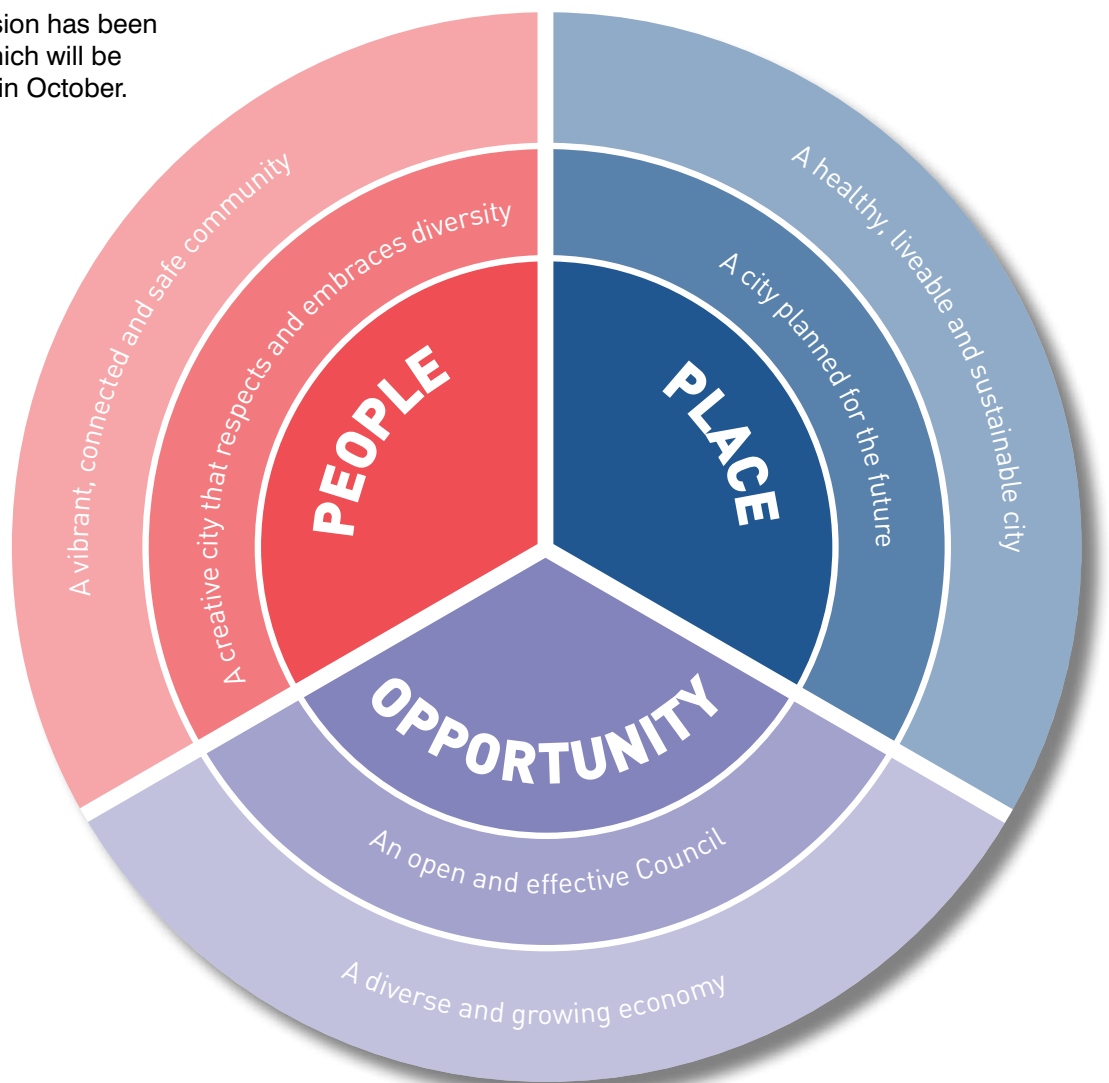 sion has been
hich will be
in October.
A vibrant, connected and safe community
A creative city that respects and embraces diversity
PEOPLE
A healthy, liveable and sustainable city
A city planned for the future
PLACE
OPPORTUNITY
An open and effective Council
A diverse and growing economy